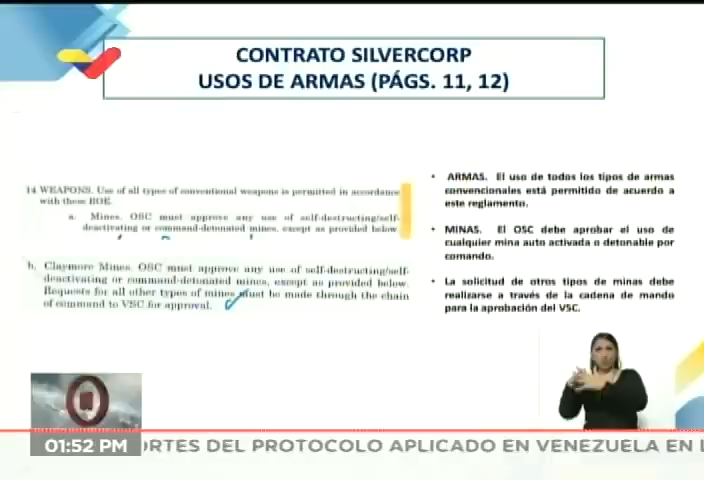 CONTRATO SILVERCORP
USOS DE ARMAS (PÁGS. 11, 12)
14 WEAPONS. Use of all types of conventional weapons is permitted in accordance
with these ROE.
a. Mines. OSC must approve any use of self-destructing/self-
deactivating or command-detonated mines, except as provided below
b. Claymore Mines. OSC must approve any use of self-destructing/self-
deactivating or command-detonated mines, except as provided below.
Requests for all other types of mines must be made through the chain
of command to VSC for approval.
• ARMAS. El uso de todos los tipos de armas
convencionales está permitido de acuerdo a
este reglamento.
• MINAS. El OSC debe aprobar el uso de
cualquier mina auto activada o detonable por
comando.
• La solicitud de otros tipos de minas debe
realizarse a través de la cadena de mando
para la aprobación del VSC.
01:52 PM
ORTES DEL PROTOCOLO APLICADO EN VENEZUELA EN L